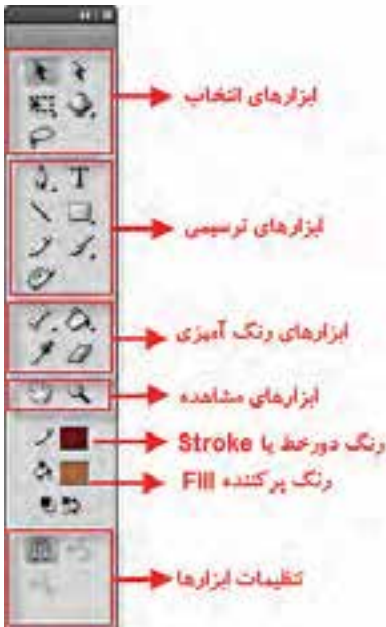 ابزارهای انتخاب
T
ابزارهای ترسیمی
ابزارهای رنگ آمیزی
ابزارهای مشاهده
رنگ دورخط یا Stroke
رنگ پرکننده Fill
تنظیمات ابزارها